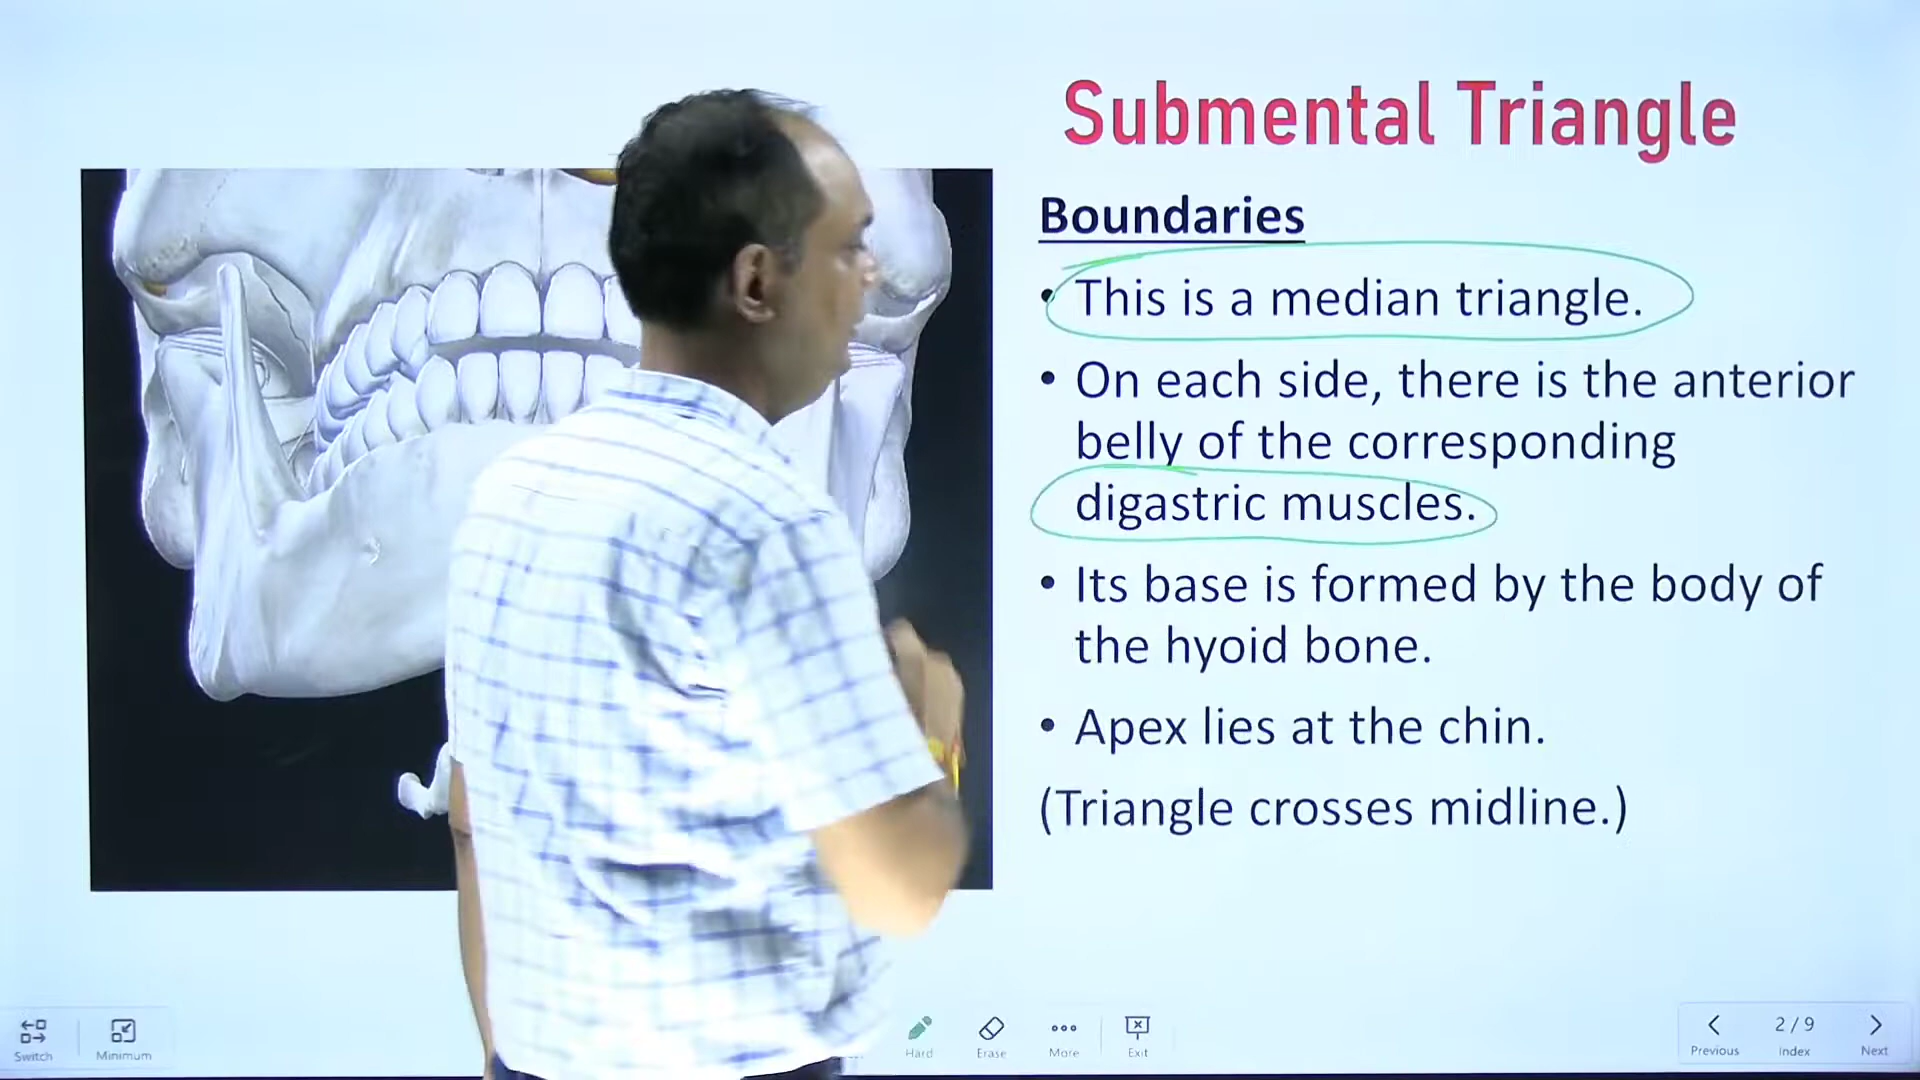 Submental Triangle
Boundaries
• This is a median triangle.
• On each side, there is the anterior
belly of the corresponding
digastric muscles.
• Its base is formed by the body of
the hyoid bone.
• Apex lies at the chin.
(Triangle crosses midline.)
Switch
Minimum
Hard
Erase
More
Exit
Previous
2 / 9
Index
Next